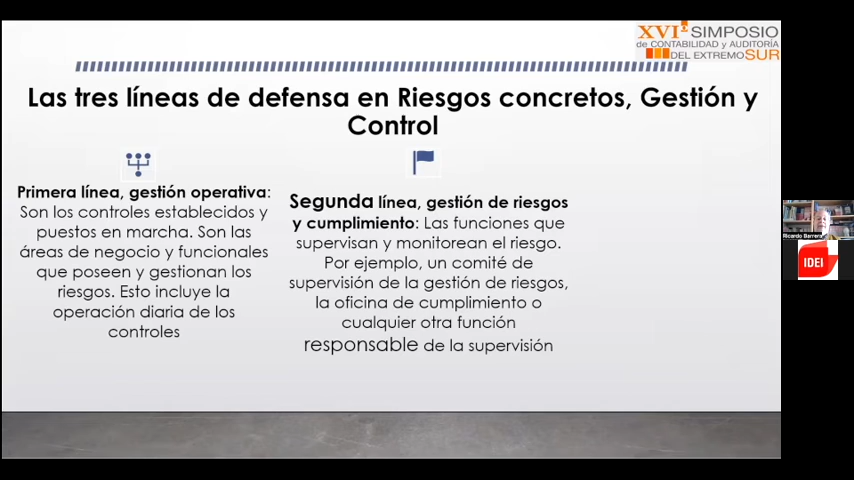 XVI SIMPOSIO
de CONTABILIDAD y AUDITORÍA
DEL EXTREMO SUR
Las tres líneas de defensa en Riesgos concretos, Gestión y
Control
Primera línea, gestión operativa:
Son los controles establecidos y
puestos en marcha. Son las
áreas de negocio y funcionales
que poseen y gestionan los
riesgos. Esto incluye la
operación diaria de los
controles
Segunda línea, gestión de riesgos
y cumplimiento: Las funciones que
supervisan y monitorean el riesgo.
Por ejemplo, un comité de
supervisión de la gestión de riesgos,
la oficina de cumplimiento o
cualquier otra función
responsable de la supervisión
Ricardo Barrera
IDEI